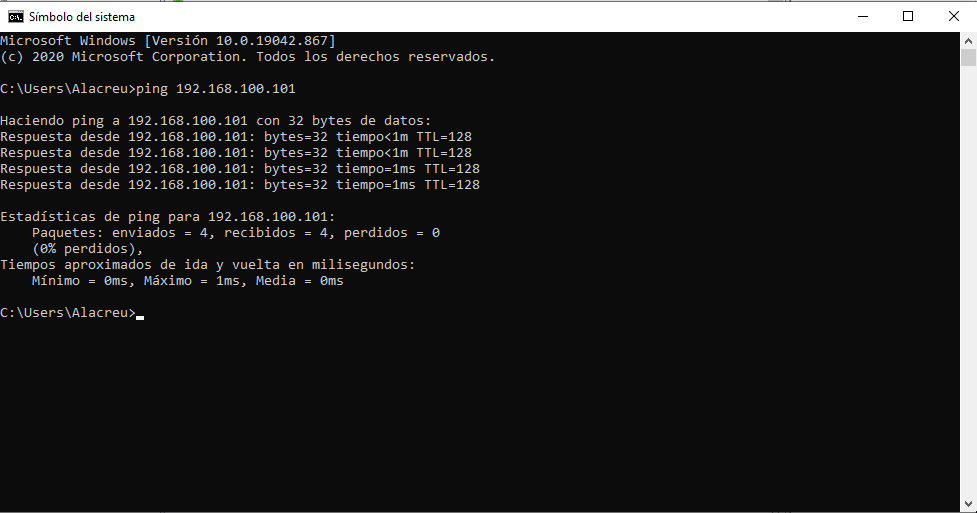 Símbolo del sistema
Microsoft Windows [Versión 10.0.19042.867]
(c) 2020 Microsoft Corporation. Todos los derechos reservados.
C:\Users\Alacreu>ping 192.168.100.101
Haciendo ping a 192.168.100.101 con 32 bytes de datos:
Respuesta desde 192.168.100.101: bytes=32 tiempo<1m TTL=128
Respuesta desde 192.168.100.101: bytes=32 tiempo<1m TTL=128
Respuesta desde 192.168.100.101: bytes=32 tiempo=1ms TTL=128
Respuesta desde 192.168.100.101: bytes=32 tiempo=1ms TTL=128
Estadísticas de ping para 192.168.100.101:
Paquetes: enviados = 4, recibidos = 4, perdidos = 0
(0% perdidos),
Tiempos aproximados de ida y vuelta en milisegundos:
Mínimo = 0ms, Máximo = 1ms, Media = 0ms
C:\Users\Alacreu>